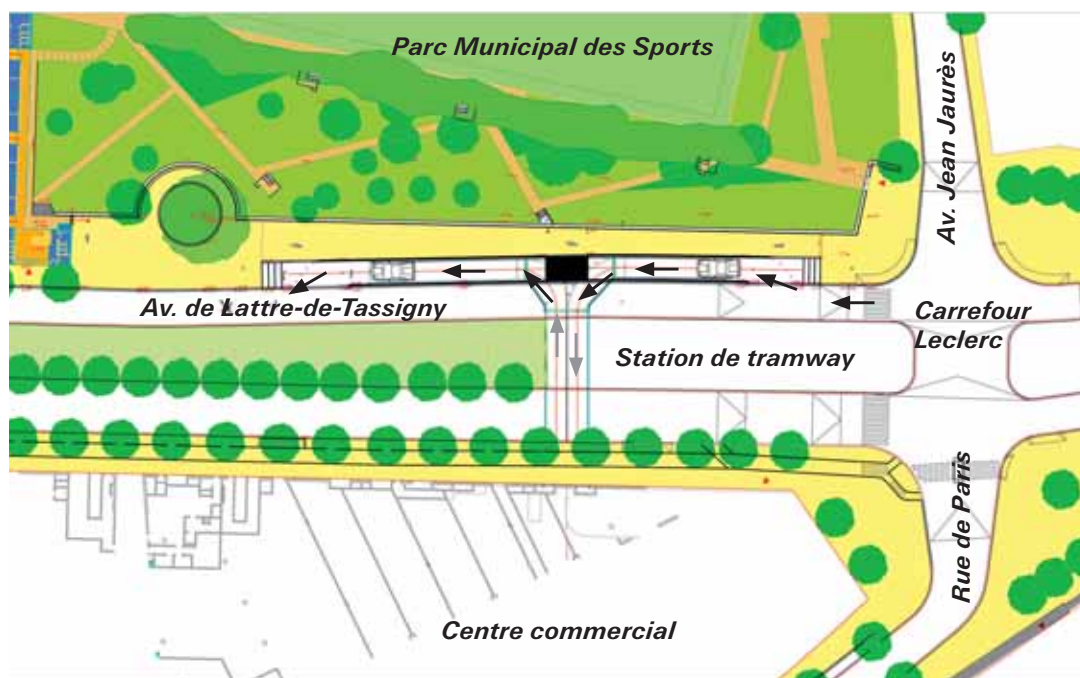 Parc Municipal des Sports
Av. Jean Jaurès
Av. de Lattre-de-Tassigny
Carrefour
Leclerc
Station de tramway
Rue de Paris
Centre commercial